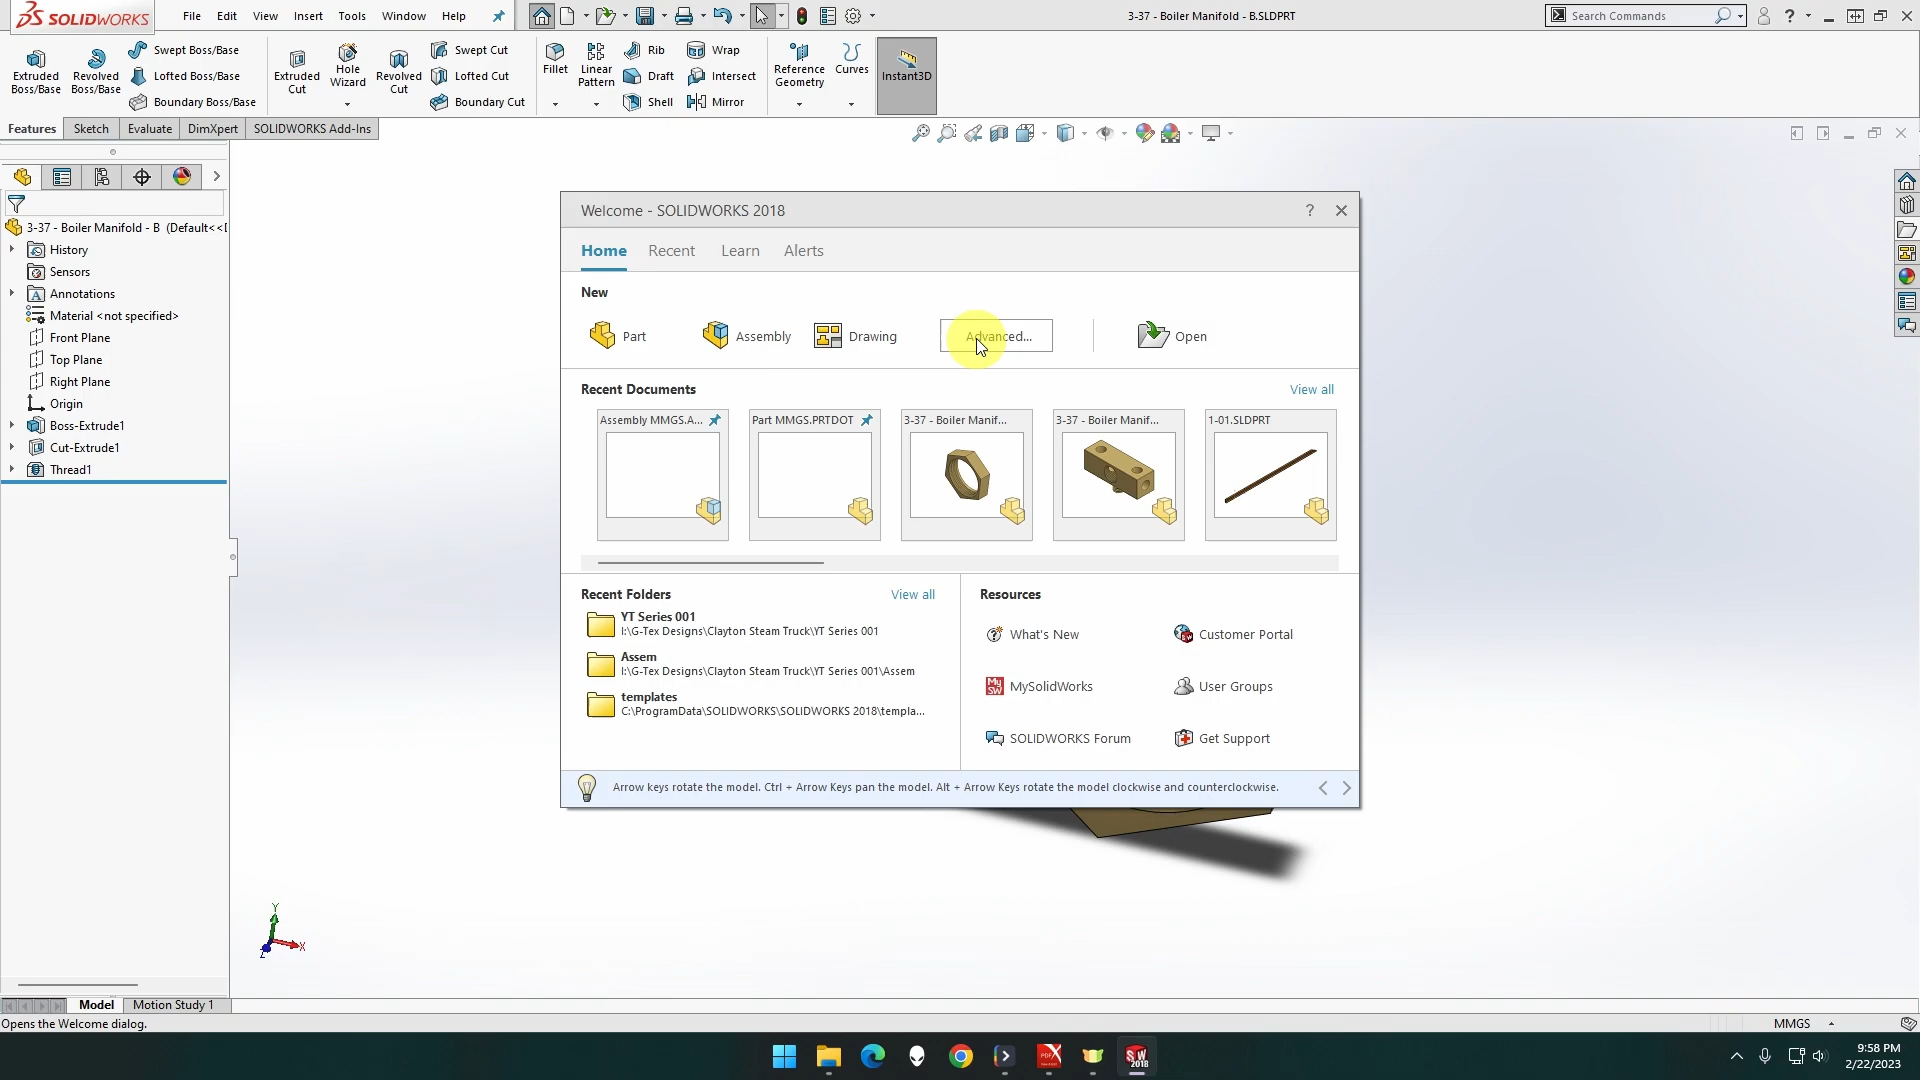 SOLIDWORKS
File Edit View Insert Tools Window Help
3-37 - Boiler Manifold - B.SLDPRT
Search Commands
Extruded Boss/Base
Revolved Boss/Base
Swept Boss/Base
Lofted Boss/Base
Boundary Boss/Base
Extruded Cut
Hole Wizard
Revolved Cut
Swept Cut
Lofted Cut
Boundary Cut
Fillet
Linear Pattern
Rib
Draft
Shell
Wrap
Intersect
Mirror
Reference Geometry
Curves
Instant3D
Features Sketch Evaluate DimXpert SOLIDWORKS Add-Ins
3-37 - Boiler Manifold - B (Default<<
History
Sensors
Annotations
Material <not specified>
Front Plane
Top Plane
Right Plane
Origin
Boss-Extrude1
Cut-Extrude1
Thread1
Welcome - SOLIDWORKS 2018
Home Recent Learn Alerts
New
Part Assembly Drawing Advanced... Open
Recent Documents View all
Assembly MMGS.A... Part MMGS.PRTDOT 3-37 - Boiler Manif... 3-37 - Boiler Manif... 1-01.SLDPRT
Recent Folders View all
YT Series 001
I:\G-Tex Designs\Clayton Steam Truck\YT Series 001
Assem
I:\G-Tex Designs\Clayton Steam Truck\YT Series 001\Assem
templates
C:\ProgramData\SOLIDWORKS\SOLIDWORKS 2018\templa...
Resources
What's New Customer Portal
MySolidWorks User Groups
SOLIDWORKS Forum Get Support
Arrow keys rotate the model. Ctrl + Arrow Keys pan the model. Alt + Arrow Keys rotate the model clockwise and counterclockwise.
Y
X
Z
Model Motion Study 1
Opens the Welcome dialog.
MMGS
9:58 PM
2/22/2023